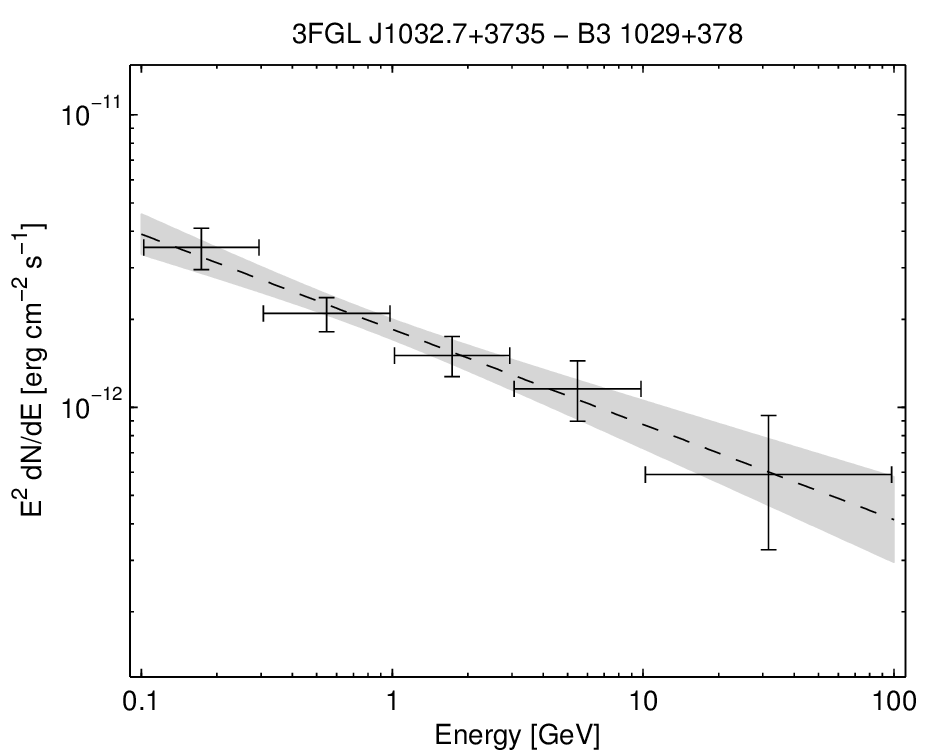 3FGL J1032.7+3735 − B3 1029+378
10⁻¹¹
10⁻¹²
E² dN/dE [erg cm⁻² s⁻¹]
0.1 1 10 100
Energy [GeV]